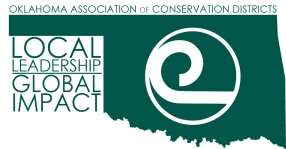 OKLAHOMA ASSOCIATION OF CONSERVATION DISTRICTS
LOCAL
LEADERSHIP
GLOBAL
IMPACT